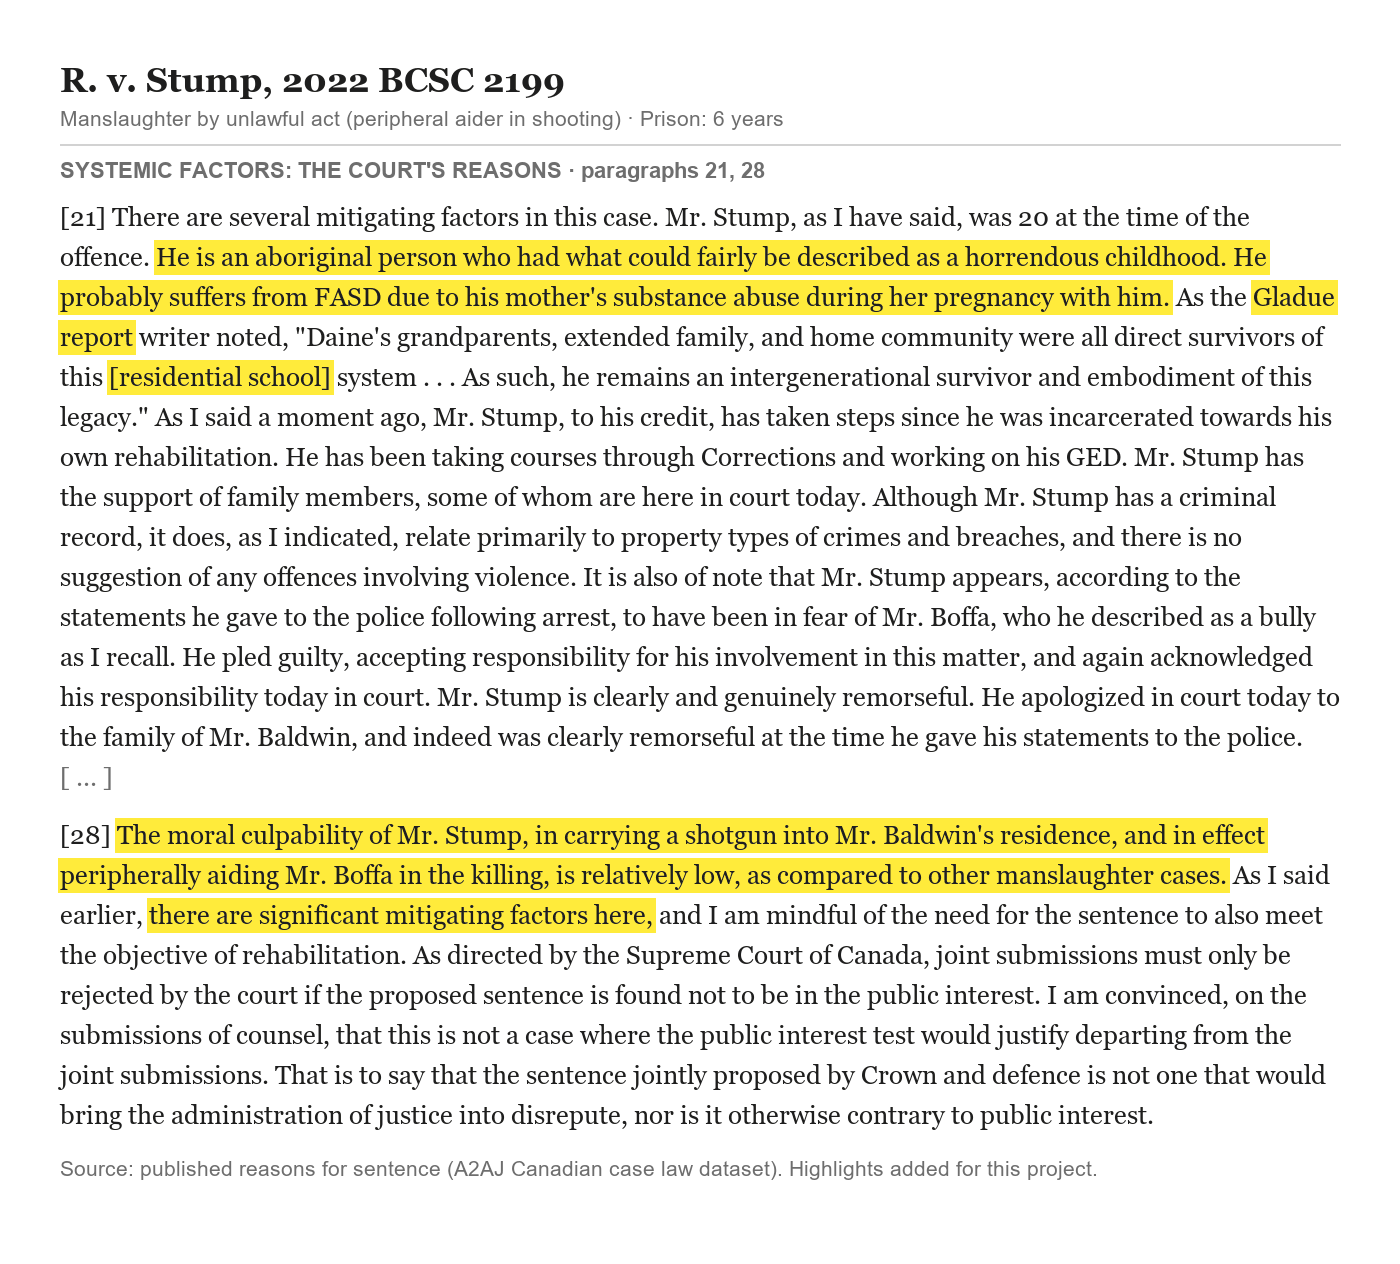 R. v. Stump, 2022 BCSC 2199
Manslaughter by unlawful act (peripheral aider in shooting) · Prison: 6 years
SYSTEMIC FACTORS: THE COURT'S REASONS · paragraphs 21, 28
[21] There are several mitigating factors in this case. Mr. Stump, as I have said, was 20 at the time of the
offence. He is an aboriginal person who had what could fairly be described as a horrendous childhood. He
probably suffers from FASD due to his mother's substance abuse during her pregnancy with him. As the Gladue
report writer noted, "Daine's grandparents, extended family, and home community were all direct survivors of
this [residential school] system . . . As such, he remains an intergenerational survivor and embodiment of this
legacy." As I said a moment ago, Mr. Stump, to his credit, has taken steps since he was incarcerated towards his
own rehabilitation. He has been taking courses through Corrections and working on his GED. Mr. Stump has
the support of family members, some of whom are here in court today. Although Mr. Stump has a criminal
record, it does, as I indicated, relate primarily to property types of crimes and breaches, and there is no
suggestion of any offences involving violence. It is also of note that Mr. Stump appears, according to the
statements he gave to the police following arrest, to have been in fear of Mr. Boffa, who he described as a bully
as I recall. He pled guilty, accepting responsibility for his involvement in this matter, and again acknowledged
his responsibility today in court. Mr. Stump is clearly and genuinely remorseful. He apologized in court today to
the family of Mr. Baldwin, and indeed was clearly remorseful at the time he gave his statements to the police.
[ ... ]
[28] The moral culpability of Mr. Stump, in carrying a shotgun into Mr. Baldwin's residence, and in effect
peripherally aiding Mr. Boffa in the killing, is relatively low, as compared to other manslaughter cases. As I said
earlier, there are significant mitigating factors here, and I am mindful of the need for the sentence to also meet
the objective of rehabilitation. As directed by the Supreme Court of Canada, joint submissions must only be
rejected by the court if the proposed sentence is found not to be in the public interest. I am convinced, on the
submissions of counsel, that this is not a case where the public interest test would justify departing from the
joint submissions. That is to say that the sentence jointly proposed by Crown and defence is not one that would
bring the administration of justice into disrepute, nor is it otherwise contrary to public interest.
Source: published reasons for sentence (A2AJ Canadian case law dataset). Highlights added for this project.